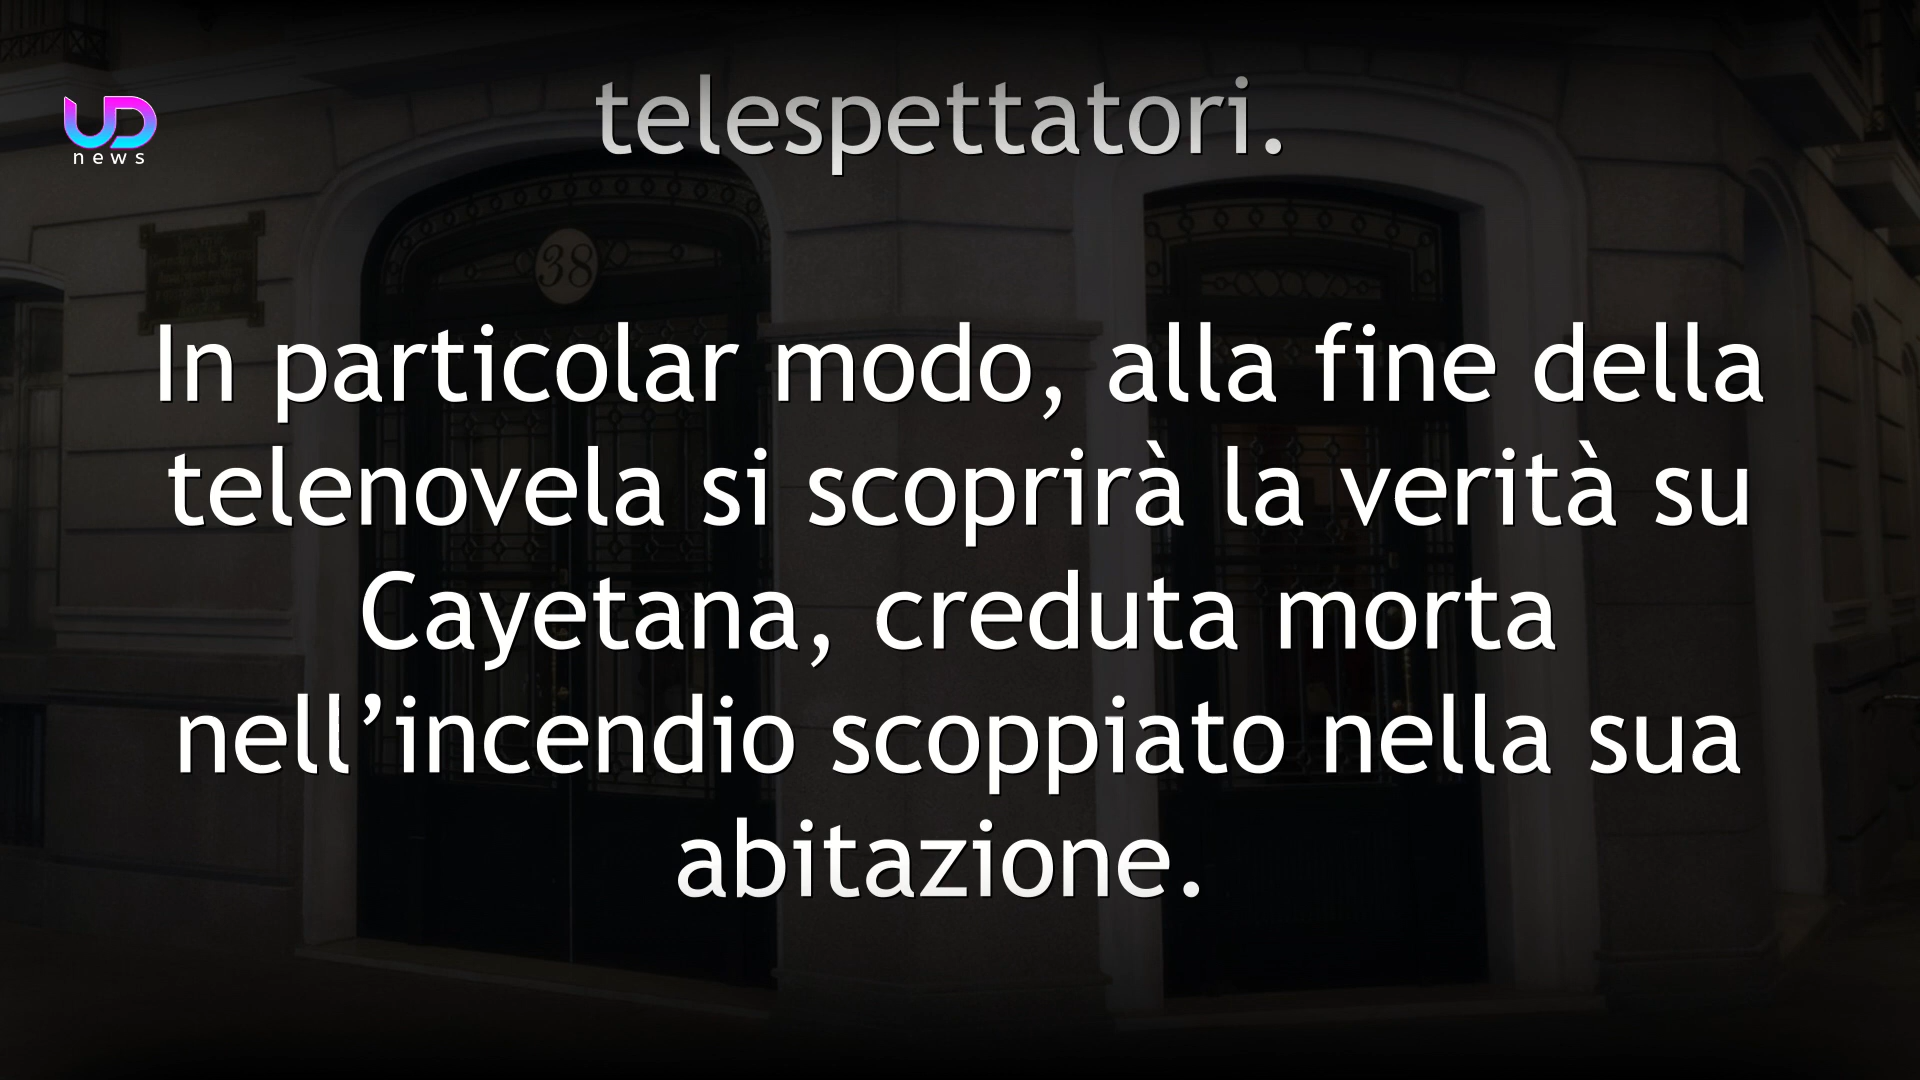 UD
news
telespettatori.
38
In particolar modo, alla fine della
telenovela si scoprirà la verità su
Cayetana, creduta morta
nell’incendio scoppiato nella sua
abitazione.